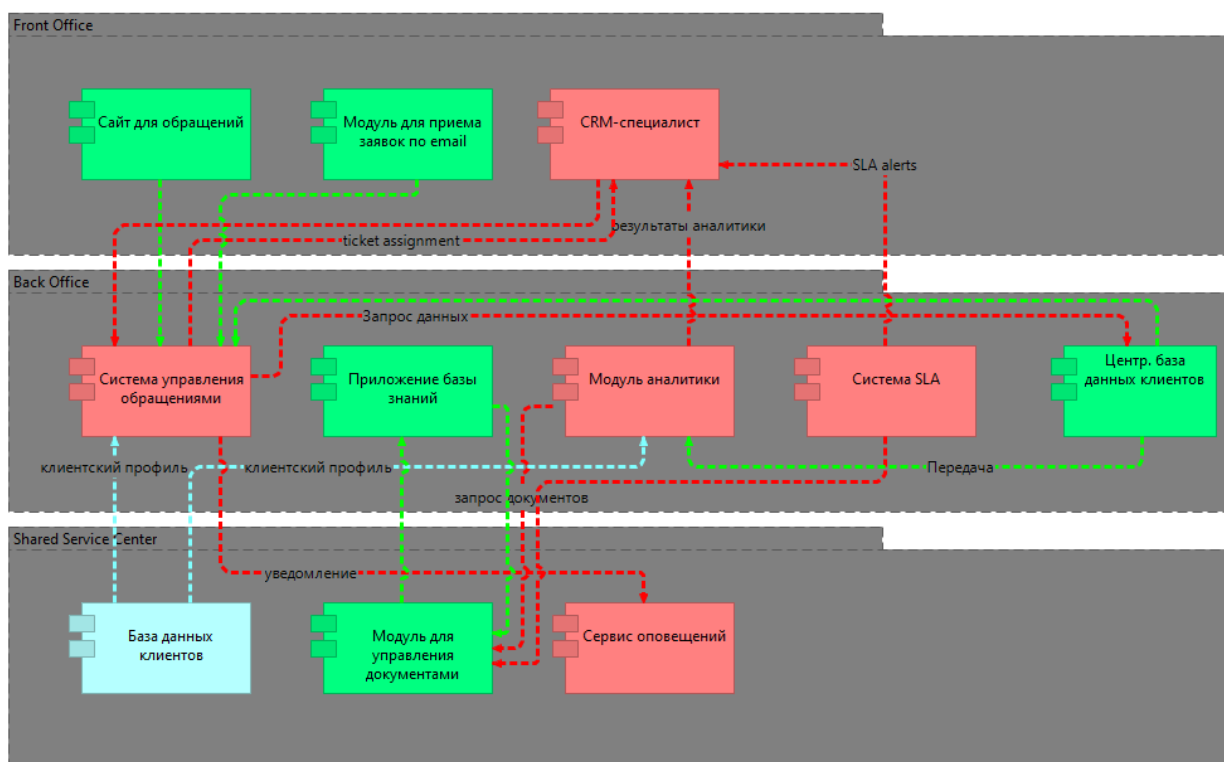 Front Office
Сайт для обращений
Модуль для приема
заявок по email
CRM-специалист
SLA alerts
результаты аналитики
ticket assignment
Back Office
Запрос данных
Система управления
обращениями
Приложение базы
знаний
Модуль аналитики
Система SLA
Центр. база
данных клиентов
клиентский профиль
клиентский профиль
Передача
запрос документов
Shared Service Center
уведомление
База данных
клиентов
Модуль для
управления
документами
Сервис оповещений